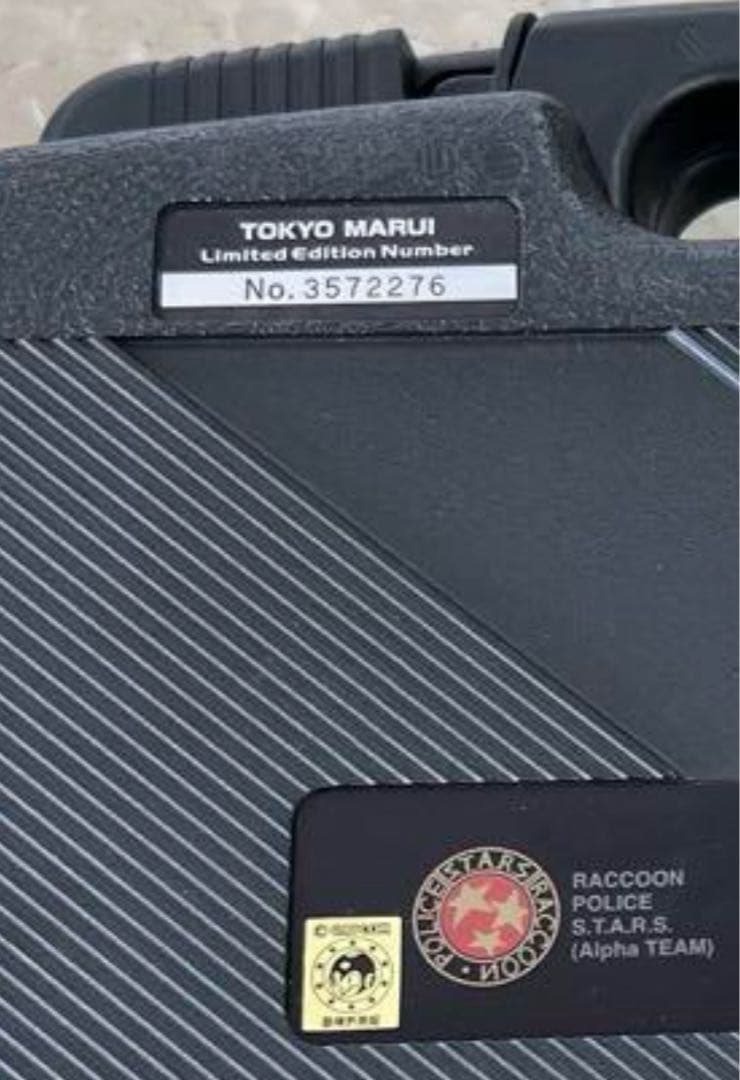 TOKYO MARUI
Limited Edition Number
No. 3572276
POLICE STARS RACCOON
RACCOON
POLICE
S.T.A.R.S.
(Alpha TEAM)